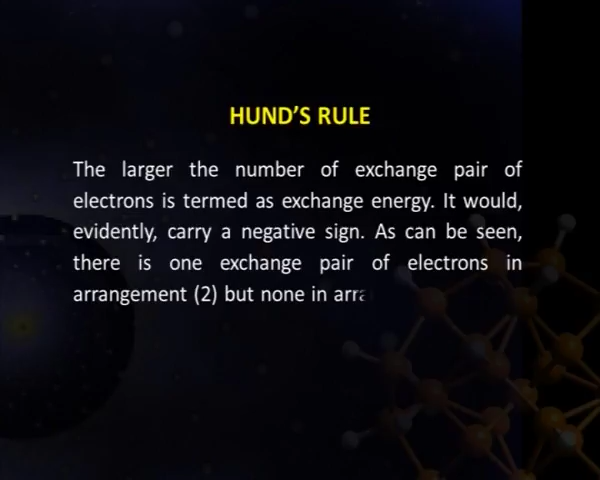 HUND'S RULE
The larger the number of exchange pair of
electrons is termed as exchange energy. It would,
evidently, carry a negative sign. As can be seen,
there is one exchange pair of electrons in
arrangement (2) but none in